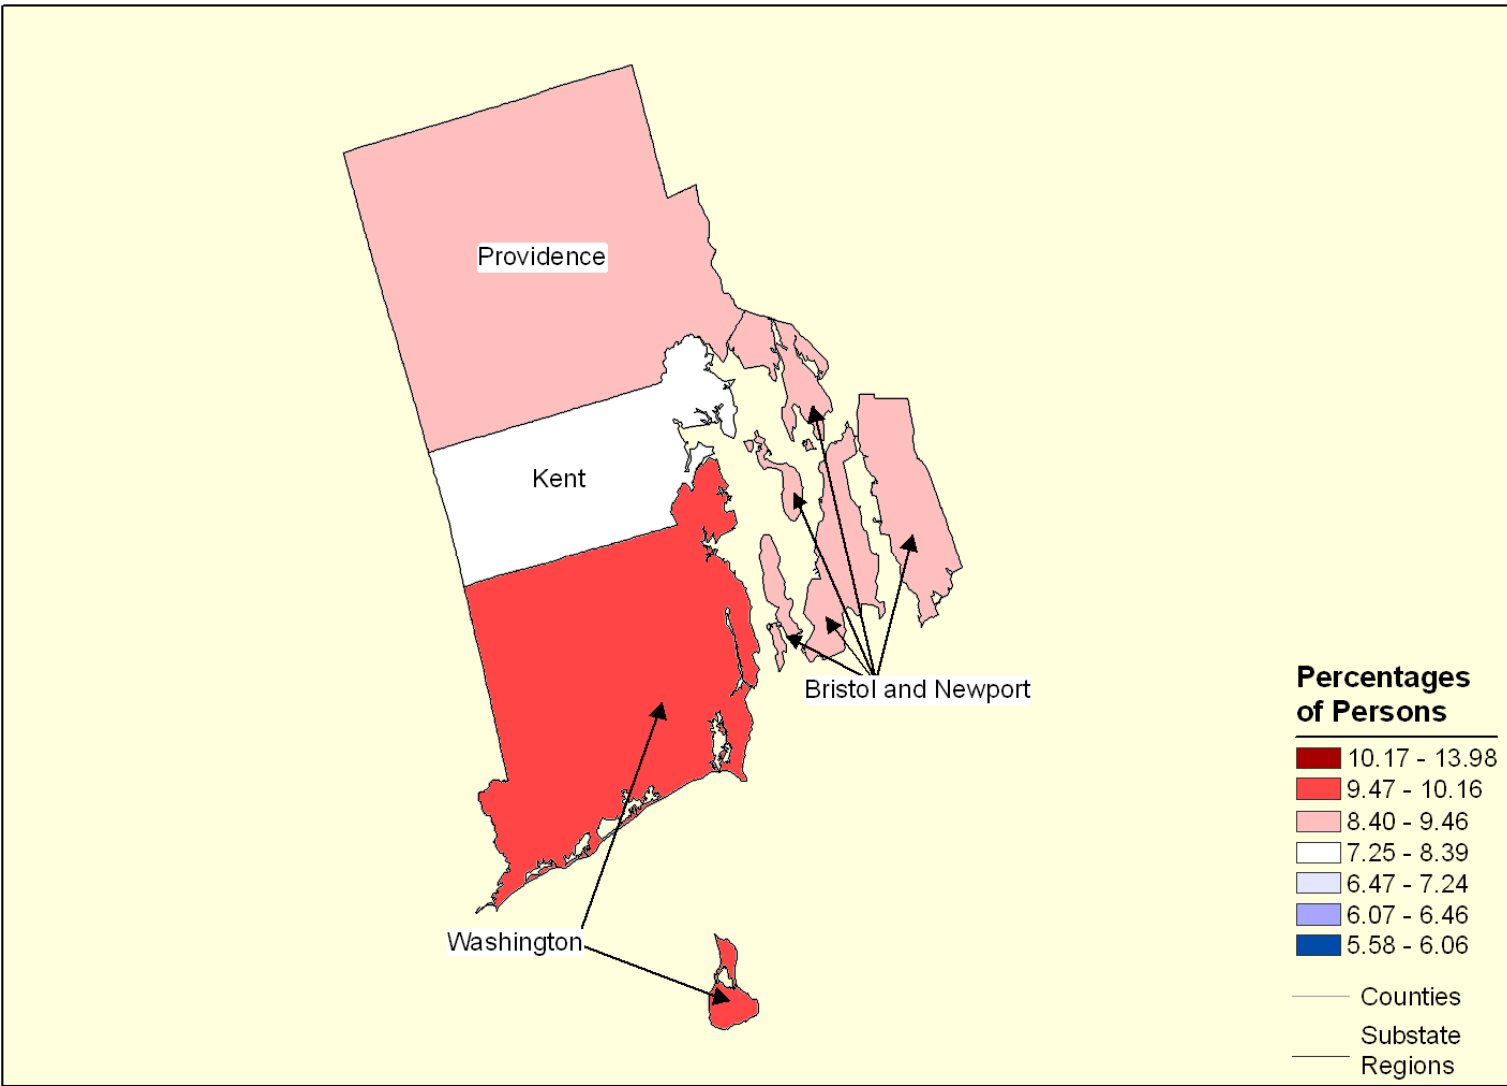 Providence
Kent
Bristol and Newport
Washington
Percentages
of Persons
10.17 - 13.98
9.47 - 10.16
8.40 - 9.46
7.25 - 8.39
6.47 - 7.24
6.07 - 6.46
5.58 - 6.06
Counties
Substate
Regions